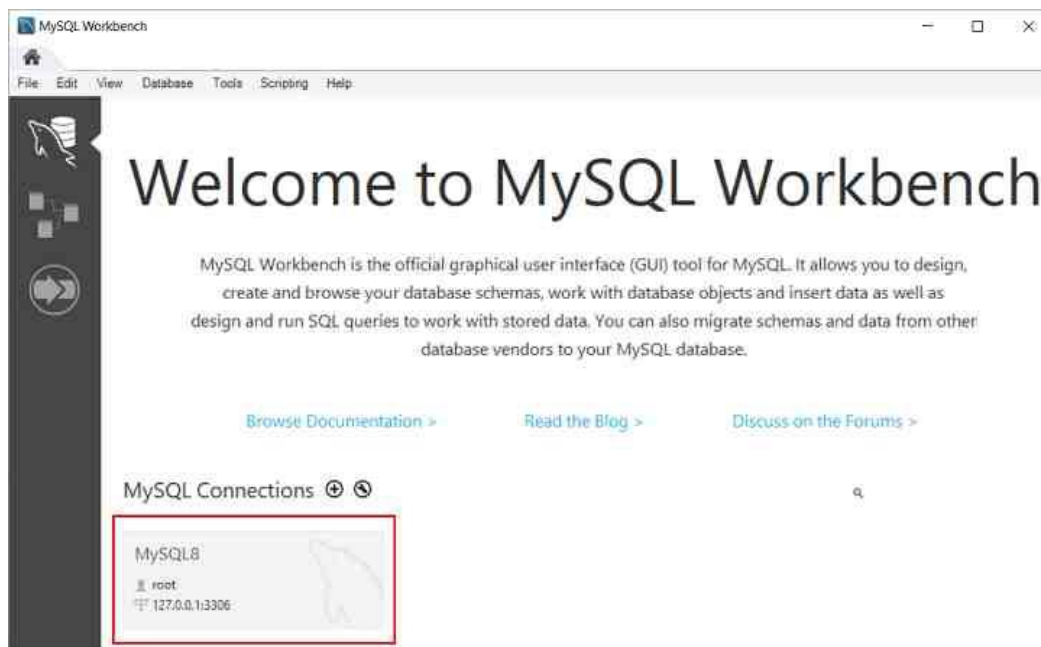 MySQL Workbench
File Edit View Database Tools Scripting Help
Welcome to MySQL Workbench
MySQL Workbench is the official graphical user interface (GUI) tool for MySQL. It allows you to design,
create and browse your database schemas, work with database objects and insert data as well as
design and run SQL queries to work with stored data. You can also migrate schemas and data from other
database vendors to your MySQL database.
Browse Documentation > Read the Blog > Discuss on the Forums >
MySQL Connections
MySQL8
root
127.0.0.1:3306